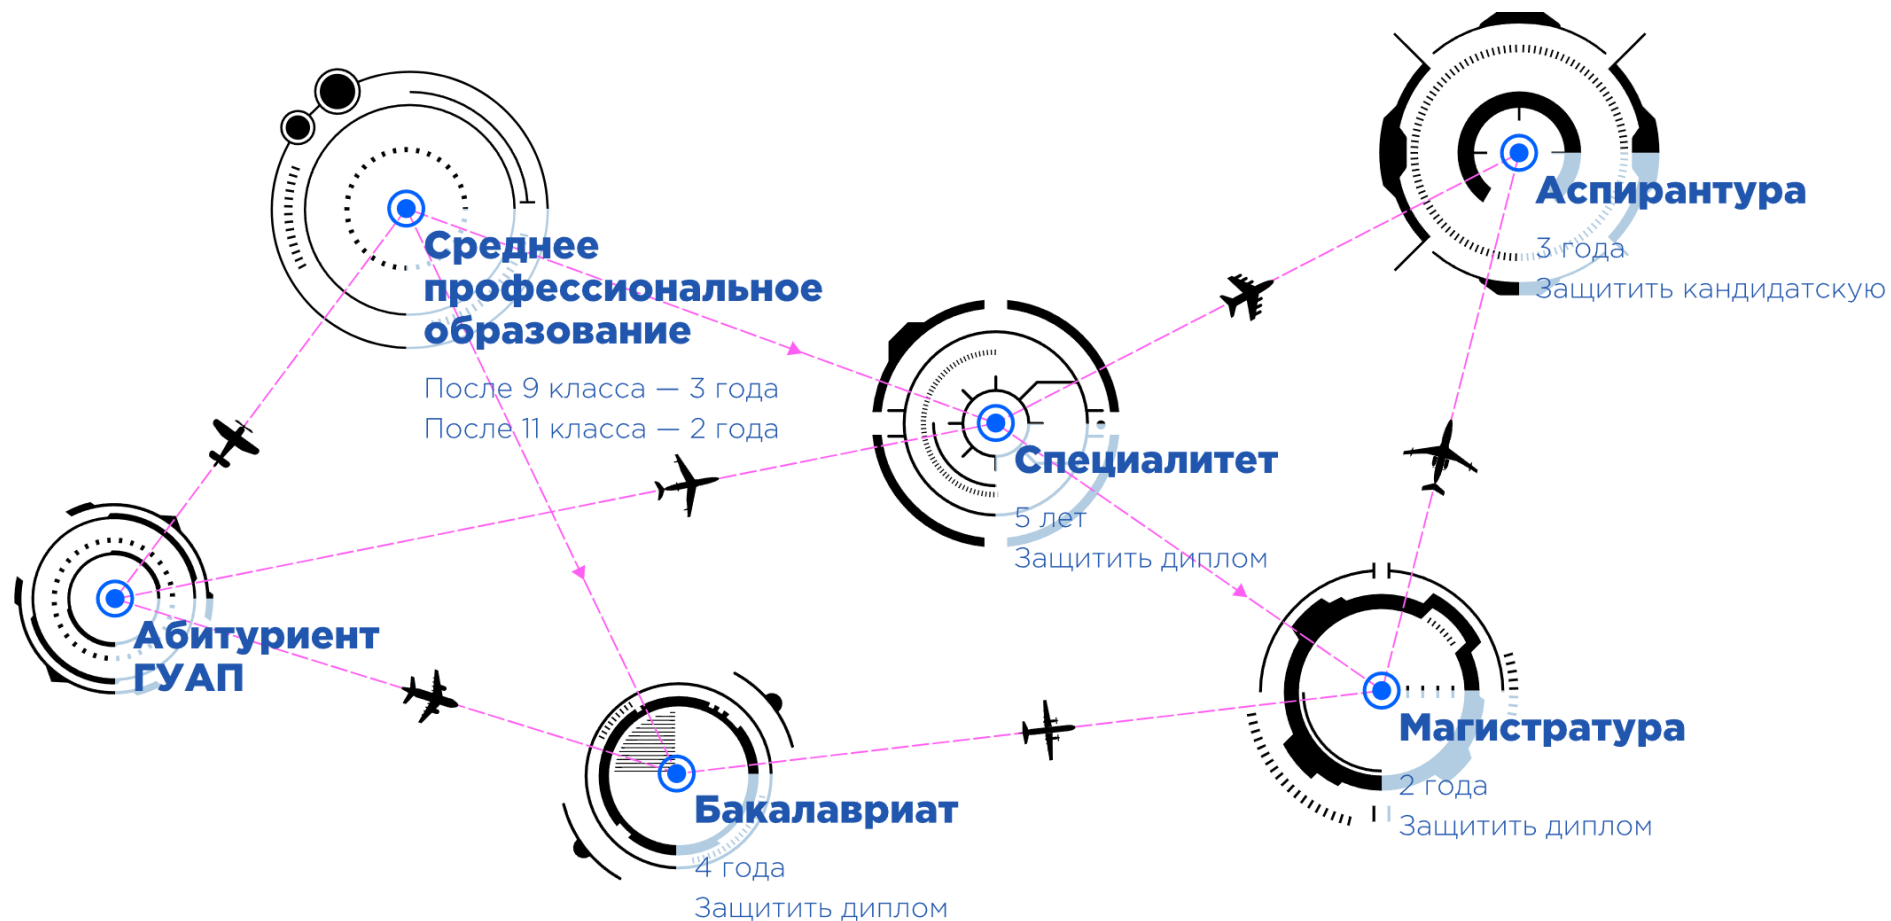 Среднее
профессиональное
образование
После 9 класса — 3 года
После 11 класса — 2 года
Аспирантура
3 года
Защитить кандидатскую
Специалитет
5 лет
Защитить диплом
Абитуриент
ГУАП
Бакалавриат
4 года
Защитить диплом
Магистратура
2 года
Защитить диплом